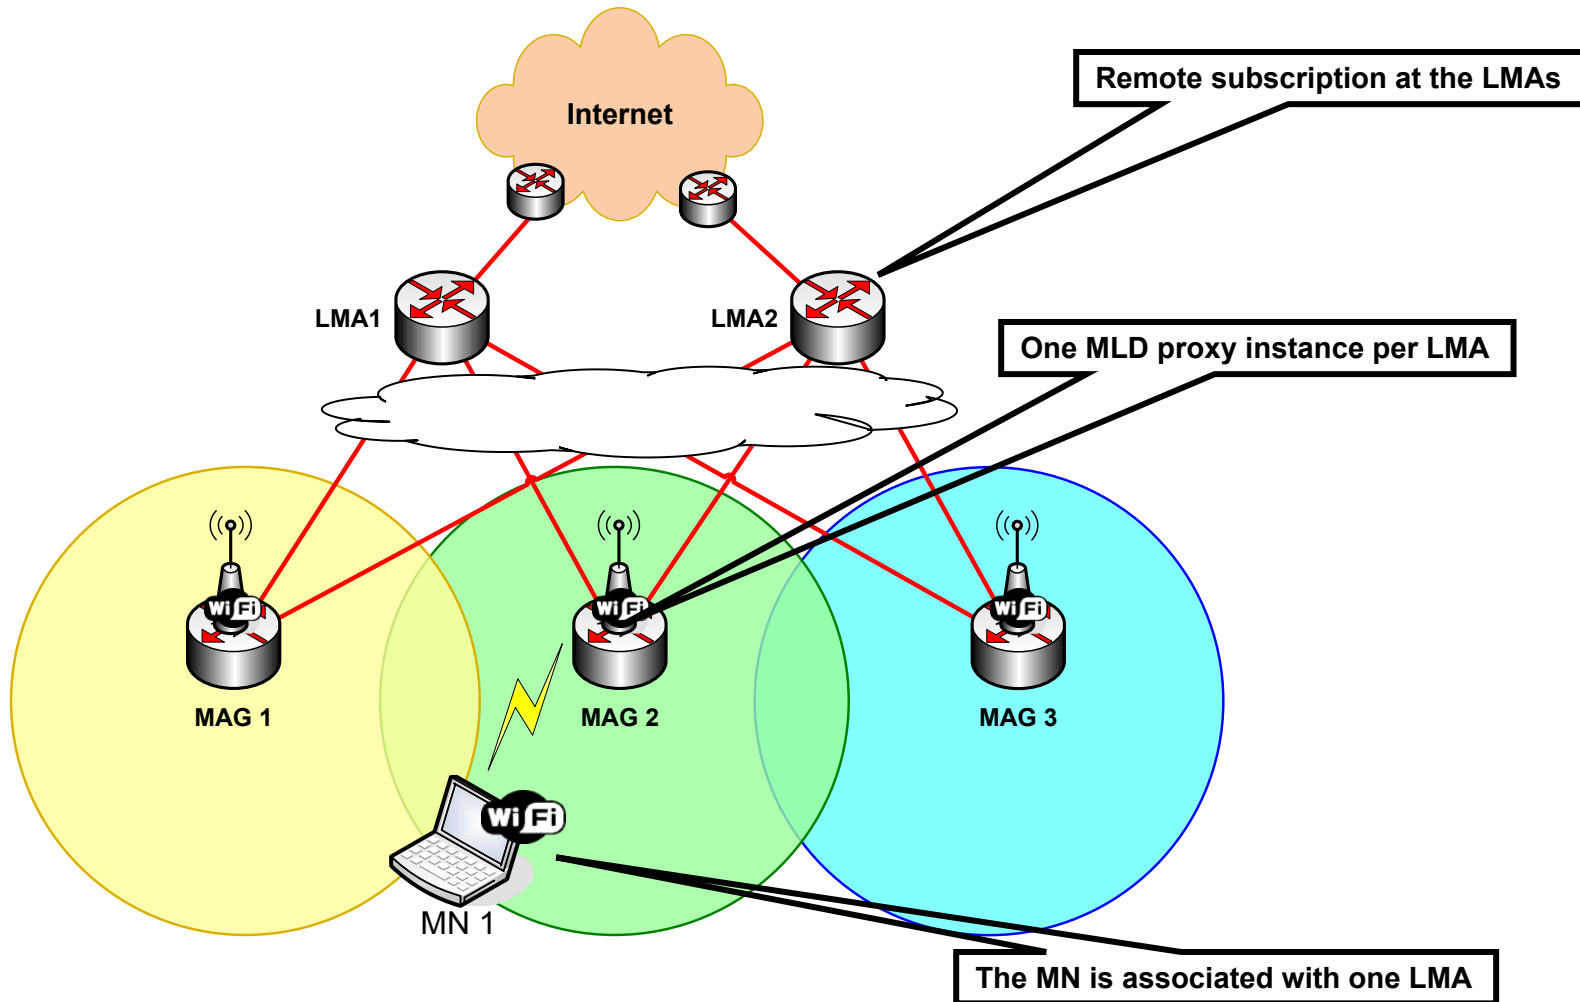 Internet
Remote subscription at the LMAs
LMA1
LMA2
One MLD proxy instance per LMA
Wi Fi
Wi Fi
Wi Fi
MAG 1
MAG 2
MAG 3
Wi Fi
MN 1
The MN is associated with one LMA